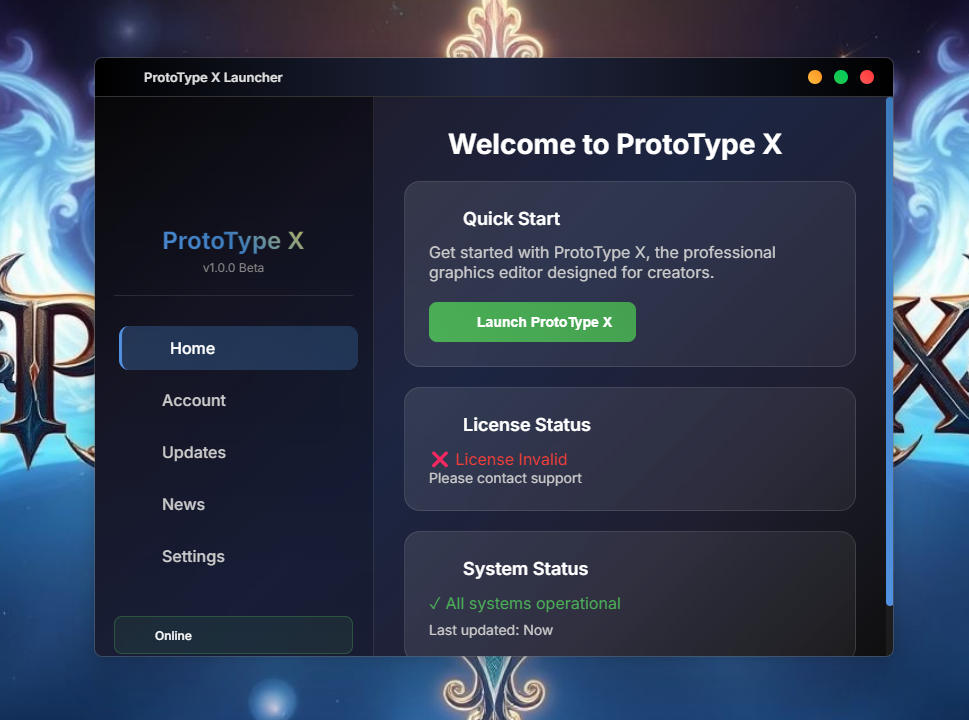 ProtoType X Launcher
ProtoType X
v1.0.0 Beta
Home
Account
Updates
News
Settings
Online
Welcome to ProtoType X
Quick Start
Get started with ProtoType X, the professional
graphics editor designed for creators.
Launch ProtoType X
License Status
❌ License Invalid
Please contact support
System Status
✓ All systems operational
Last updated: Now
P
X